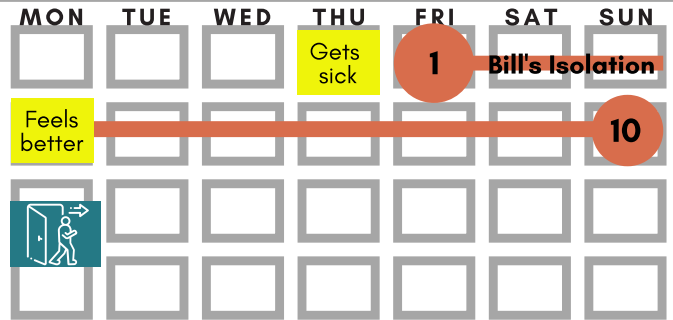 MON TUE WED THU FRI SAT SUN
Gets
sick
1
Bill's Isolation
Feels
better
10